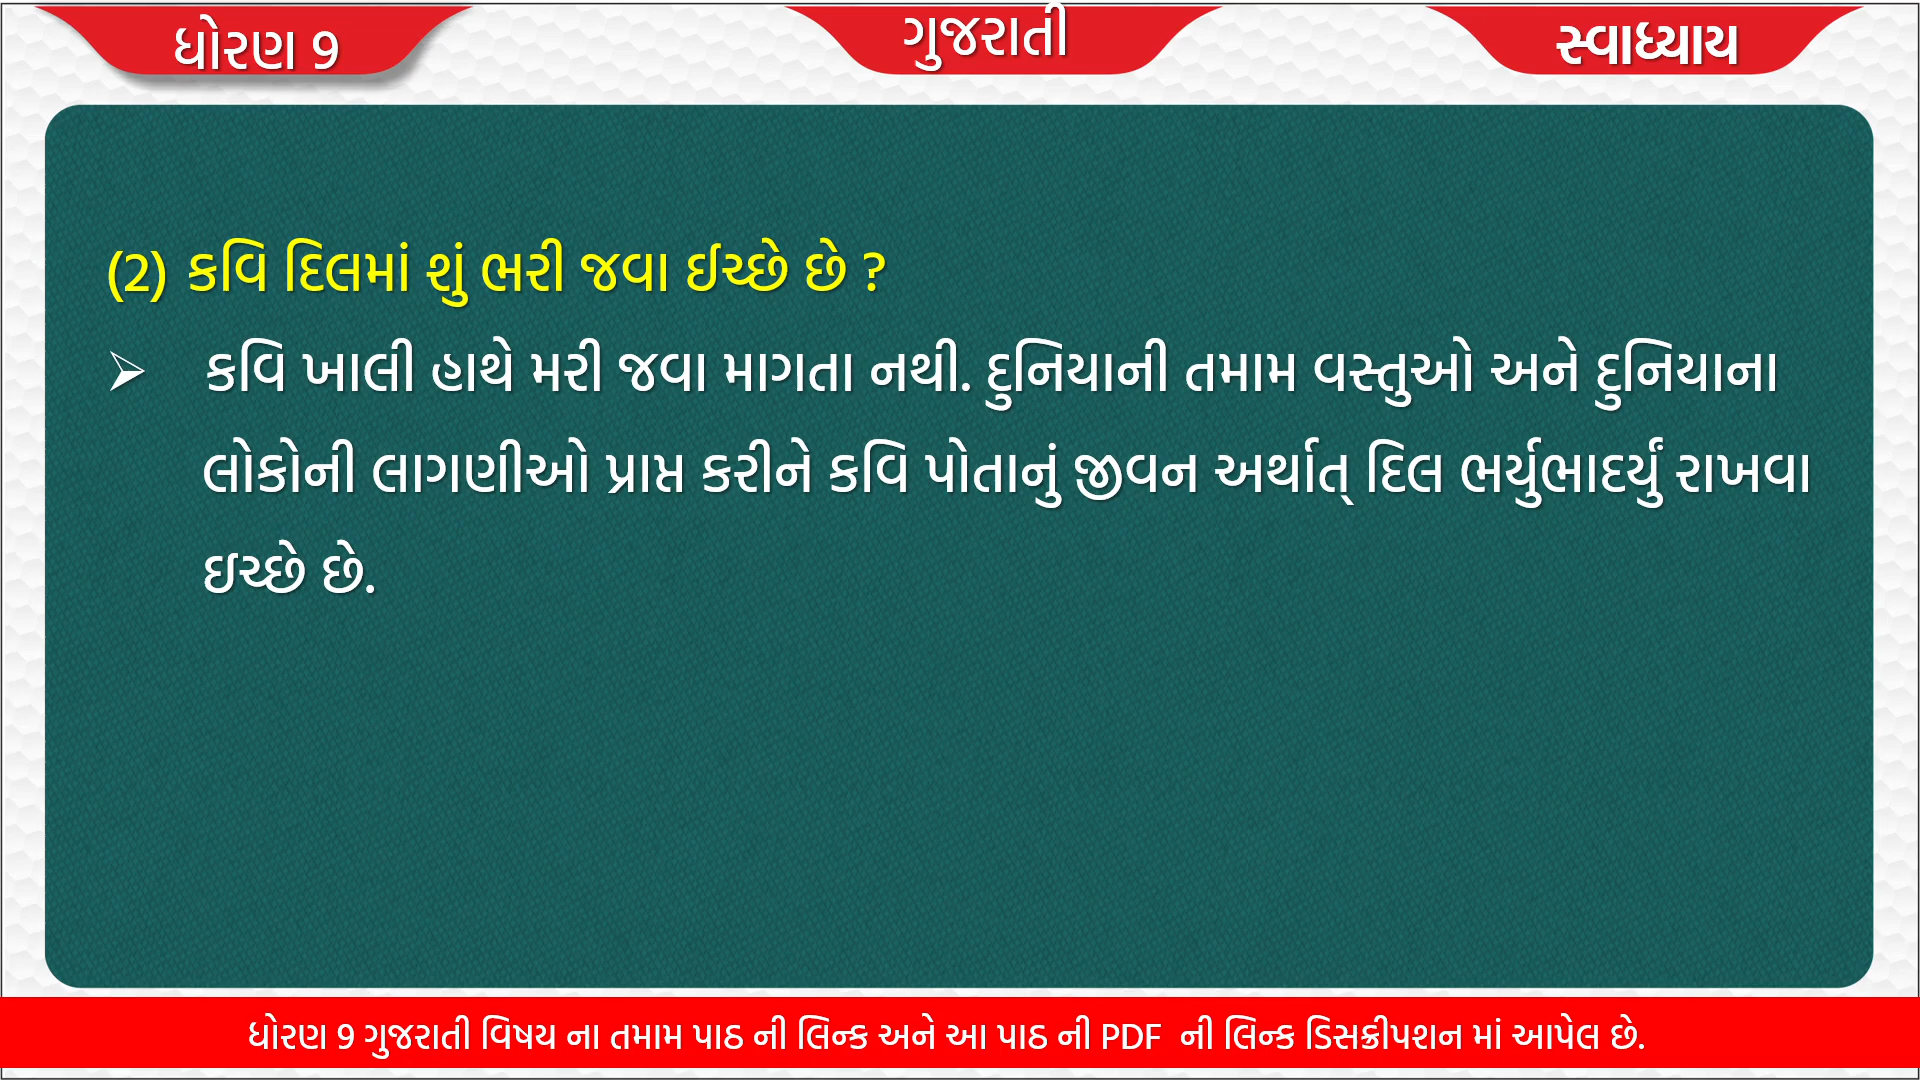 ધોરણ 9
ગુજરાતી
સ્વાધ્યાય
(2) કવિ દિલમાં શું ભરી જવા ઈચ્છે છે ?
➢ કવિ ખાલી હાથે મરી જવા માગતા નથી. દુનિયાની તમામ વસ્તુઓ અને દુનિયાના
લોકોની લાગણીઓ પ્રાપ્ત કરીને કવિ પોતાનું જીવન અર્થાત્ દિલ ભર્યુભાદર્યું રાખવા
ઇચ્છે છે.
ધોરણ 9 ગુજરાતી વિષય ના તમામ પાઠ ની લિન્ક અને આ પાઠ ની PDF ની લિન્ક ડિસક્રીપશન માં આપેલ છે.